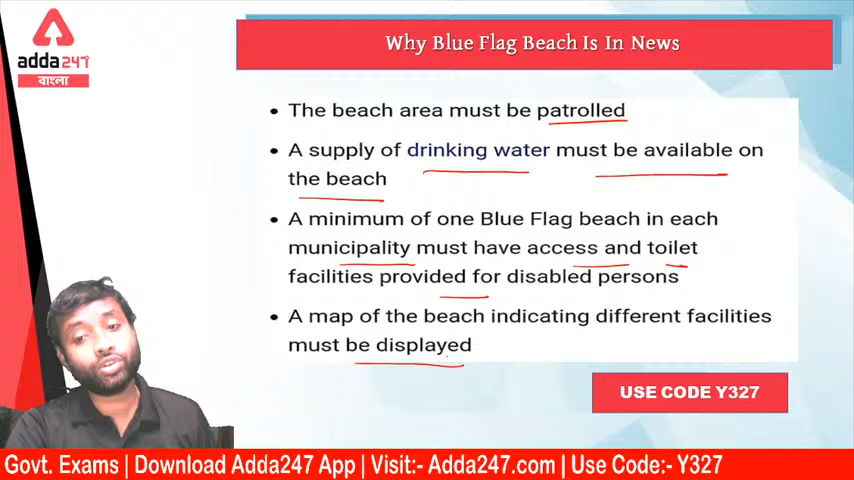 Why Blue Flag Beach Is In News
adda247
বাংলা
• The beach area must be patrolled
• A supply of drinking water must be available on
the beach
• A minimum of one Blue Flag beach in each
municipality must have access and toilet
facilities provided for disabled persons
• A map of the beach indicating different facilities
must be displayed
USE CODE Y327
Govt. Exams | Download Adda247 App | Visit:- Adda247.com | Use Code:- Y327